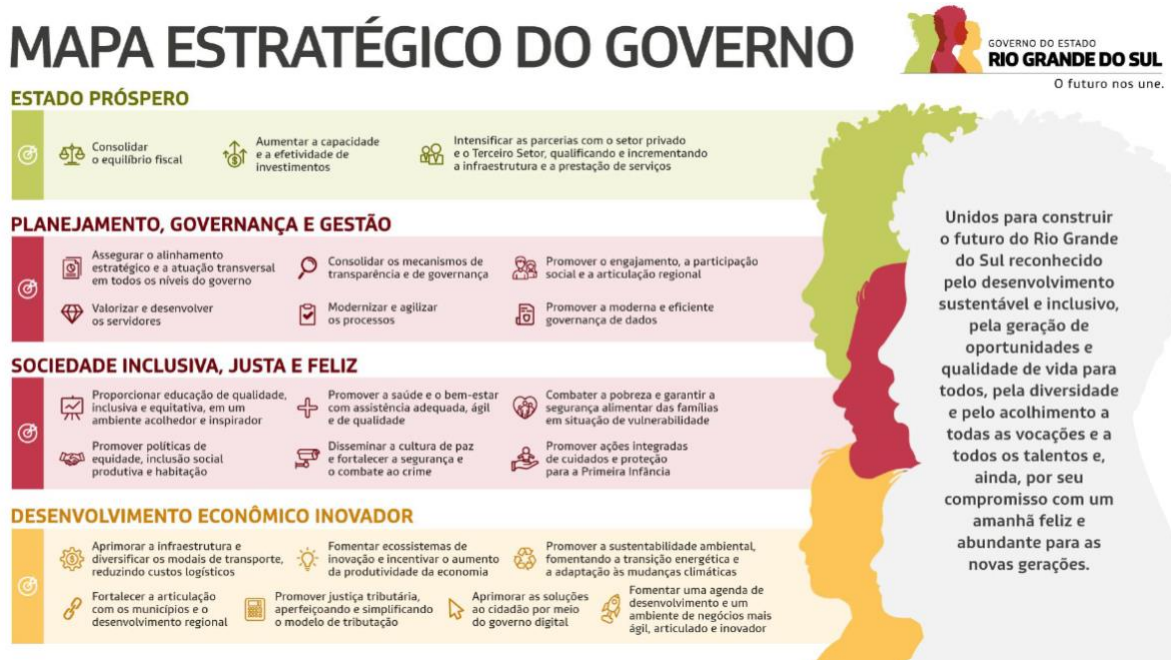 MAPA ESTRATÉGICO DO GOVERNO
GOVERNO DO ESTADO
RIO GRANDE DO SUL
O futuro nos une.
ESTADO PRÓSPERO
Consolidar
o equilíbrio fiscal
Aumentar a capacidade
e a efetividade de
investimentos
Intensificar as parcerias com o setor privado
e o Terceiro Setor, qualificando e incrementando
a infraestrutura e a prestação de serviços
PLANEJAMENTO, GOVERNANÇA E GESTÃO
Assegurar o alinhamento
estratégico e a atuação transversal
em todos os níveis do governo
Consolidar os mecanismos de
transparência e de governança
Promover o engajamento, a participação
social e a articulação regional
Valorizar e desenvolver
os servidores
Modernizar e agilizar
os processos
Promover a moderna e eficiente
governança de dados
SOCIEDADE INCLUSIVA, JUSTA E FELIZ
Proporcionar educação de qualidade,
inclusiva e equitativa, em um
ambiente acolhedor e inspirador
Promover a saúde e o bem-estar
com assistência adequada, ágil
e de qualidade
Combater a pobreza e garantir a
segurança alimentar das famílias
em situação de vulnerabilidade
Promover políticas de
equidade, inclusão social
produtiva e habitação
Disseminar a cultura de paz
e fortalecer a segurança e
o combate ao crime
Promover ações integradas
de cuidados e proteção
para a Primeira Infância
DESENVOLVIMENTO ECONÔMICO INOVADOR
Aprimorar a infraestrutura e
diversificar os modais de transporte,
reduzindo custos logísticos
Fomentar ecossistemas de
inovação e incentivar o aumento
da produtividade da economia
Promover a sustentabilidade ambiental,
fomentando a transição energética e
a adaptação às mudanças climáticas
Fortalecer a articulação
com os municípios e o
desenvolvimento regional
Promover justiça tributária,
aperfeiçoando e simplificando
o modelo de tributação
Aprimorar as soluções
ao cidadão por meio
do governo digital
Fomentar uma agenda de
desenvolvimento e um
ambiente de negócios mais
ágil, articulado e inovador
Unidos para construir
o futuro do Rio Grande
do Sul reconhecido
pelo desenvolvimento
sustentável e inclusivo,
pela geração de
oportunidades e
qualidade de vida para
todos, pela diversidade
e pelo acolhimento a
todas as vocações e a
todos os talentos e,
ainda, por seu
compromisso com um
amanhã feliz e
abundante para as
novas gerações.